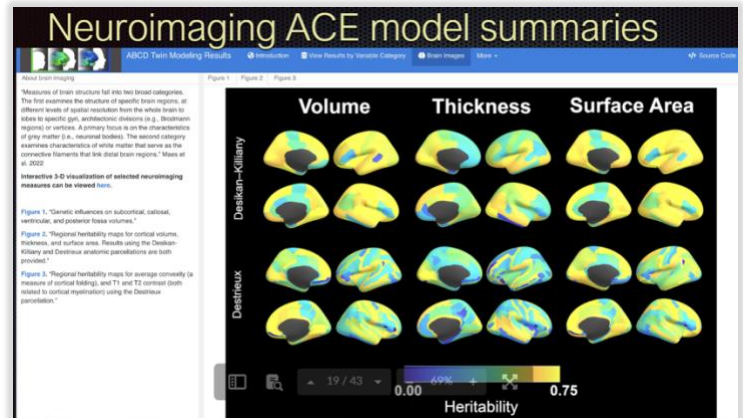 Neuroimaging ACE model summaries
ABCD Twin Modeling Results
Introduction
View Results by Variable Category
Brain Images
More
Source Code
About brain imaging
Figure 1
Figure 2
Figure 3
"Measures of brain structure fall into two broad categories.
The first examines the structure of specific brain regions, at
different levels of spatial resolution from the whole brain to
lobes to specific gyri, architectonic divisions (e.g., Brodmann
regions) or vertices. A primary focus is on the characteristics
of grey matter (i.e., neuronal bodies). The second category
examines characteristics of white matter that serve as the
connective filaments that link distal brain regions." Maes et
al. 2022
Interactive 3-D visualization of selected neuroimaging
measures can be viewed here.
Figure 1. "Genetic influences on subcortical, callosal,
ventricular, and posterior fossa volumes."
Figure 2. "Regional heritability maps for cortical volume,
thickness, and surface area. Results using the Desikan-
Killiany and Destrieux anatomic parcellations are both
provided."
Figure 3. "Regional heritability maps for average convexity (a
measure of cortical folding), and T1 and T2 contrast (both
related to cortical myelination) using the Destrieux
parcellation."
Volume
Thickness
Surface Area
Desikan–Killiany
Destrieux
19 / 43
69%
0.00
0.75
Heritability